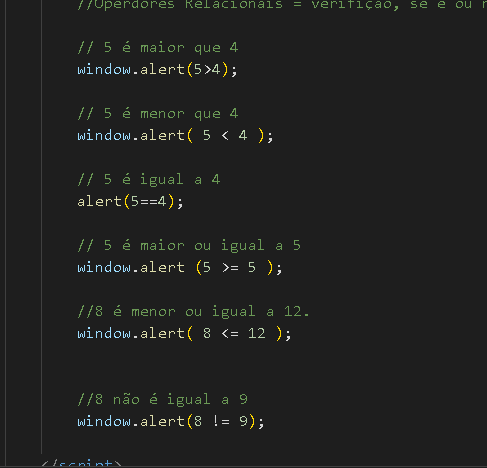 //Operdores Relacionais = verifição, se é ou
// 5 é maior que 4
window.alert(5>4);
// 5 é menor que 4
window.alert( 5 < 4 );
// 5 é igual a 4
alert(5==4);
// 5 é maior ou igual a 5
window.alert (5 >= 5 );
//8 é menor ou igual a 12.
window.alert( 8 <= 12 );
//8 não é igual a 9
window.alert(8 != 9);
</script>